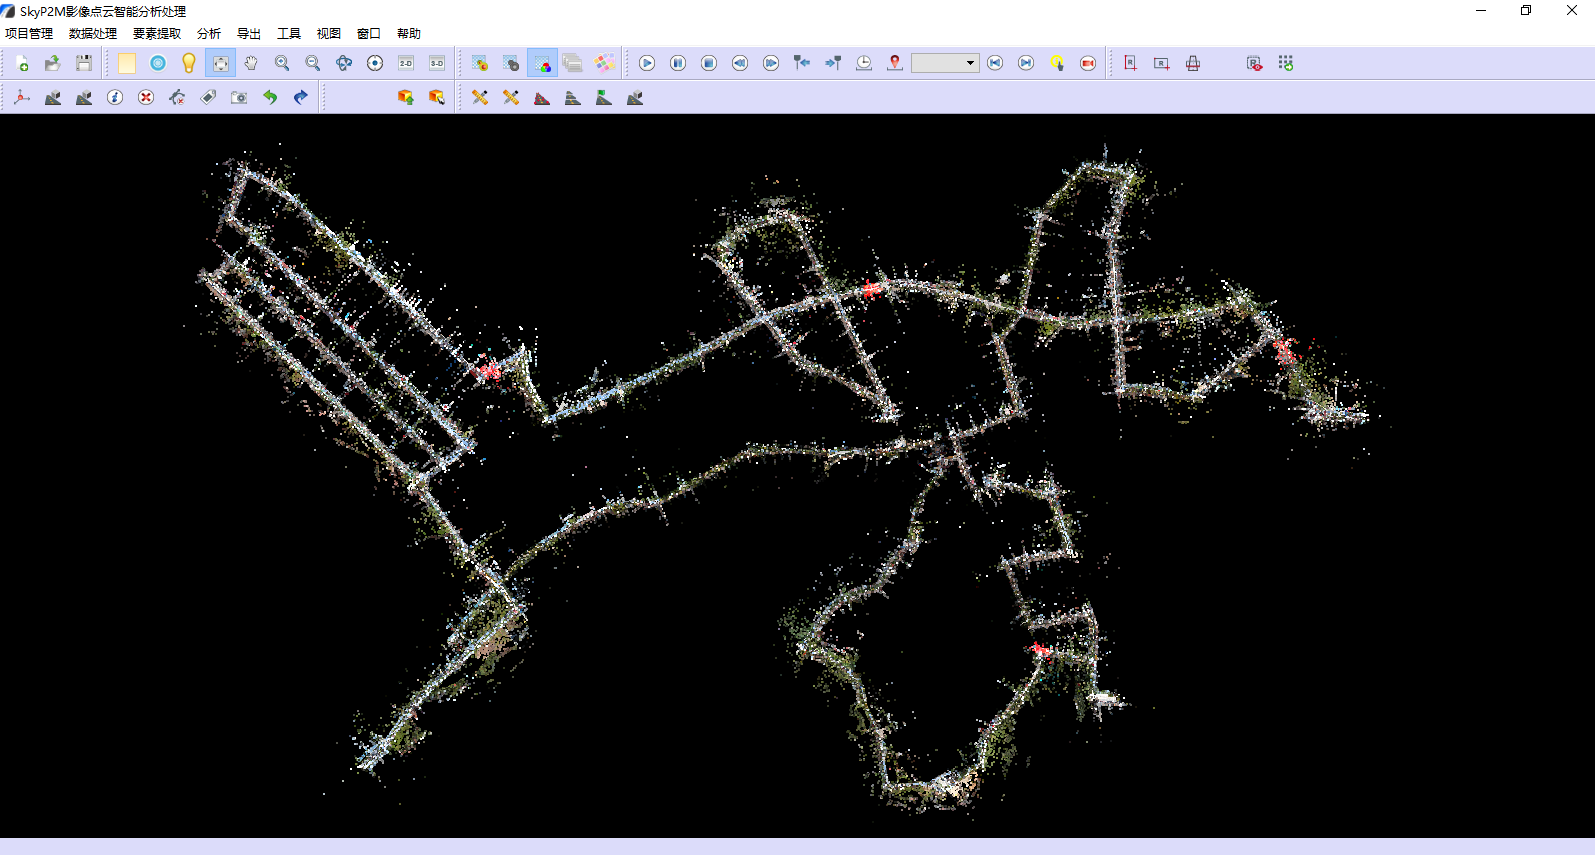 SkyP2M影像点云智能分析处理
项目管理 数据处理 要素提取 分析 导出 工具 视图 窗口 帮助
2-D 3-D
R R R R